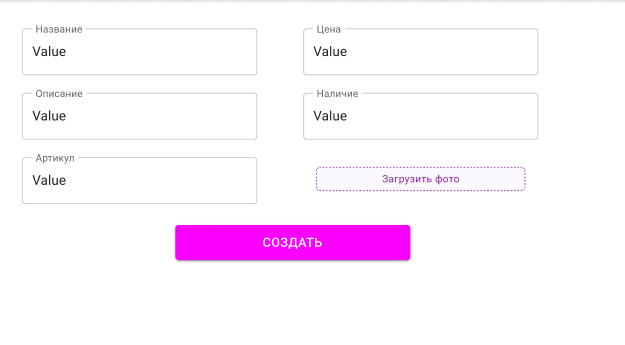 Название
Value
Цена
Value
Описание
Value
Наличие
Value
Артикул
Value
Загрузить фото
СОЗДАТЬ